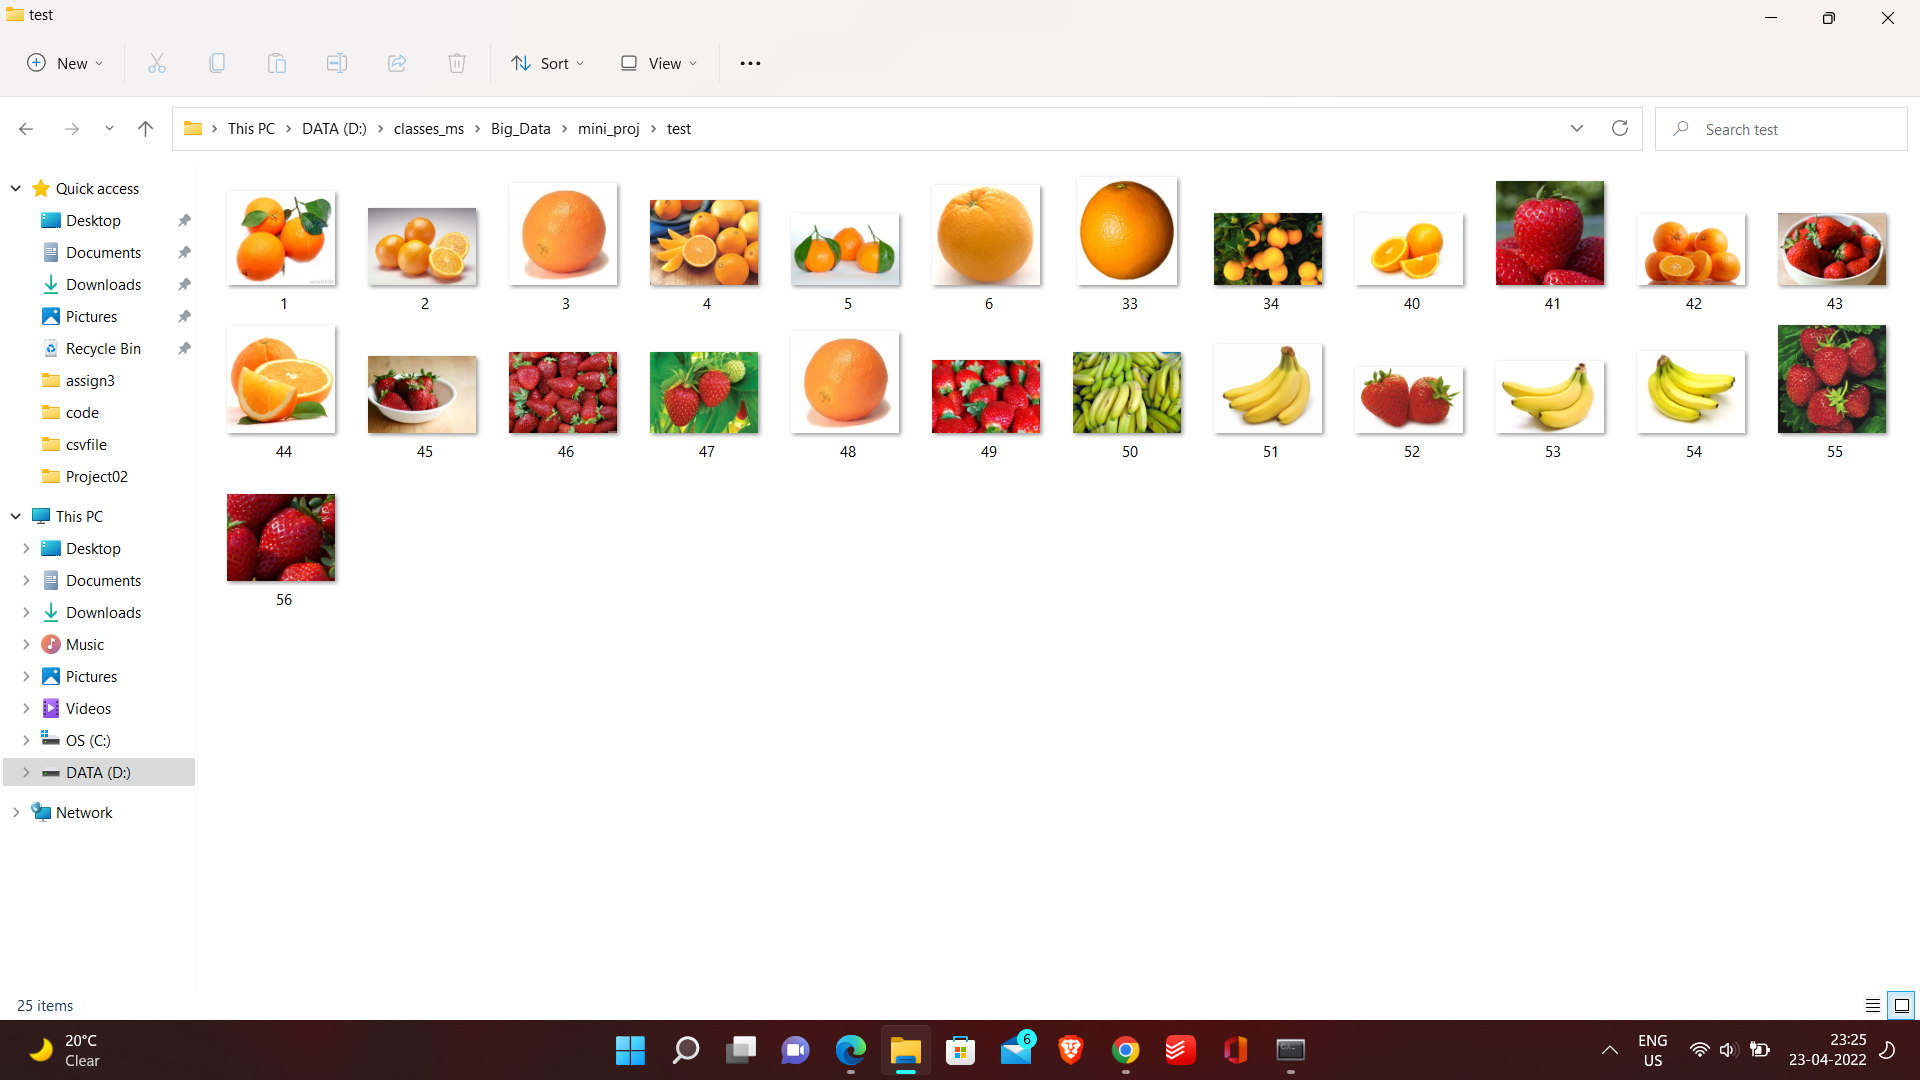 test
New
Sort
View
This PC
DATA (D:)
classes_ms
Big_Data
mini_proj
test
Search test
Quick access
Desktop
Documents
Downloads
Pictures
Recycle Bin
assign3
code
csvfile
Project02
This PC
Desktop
Documents
Downloads
Music
Pictures
Videos
OS (C:)
DATA (D:)
Network
1
2
3
4
5
6
33
34
40
41
42
43
44
45
46
47
48
49
50
51
52
53
54
55
56
25 items
20°C
Clear
6
ENG
US
23:25
23-04-2022